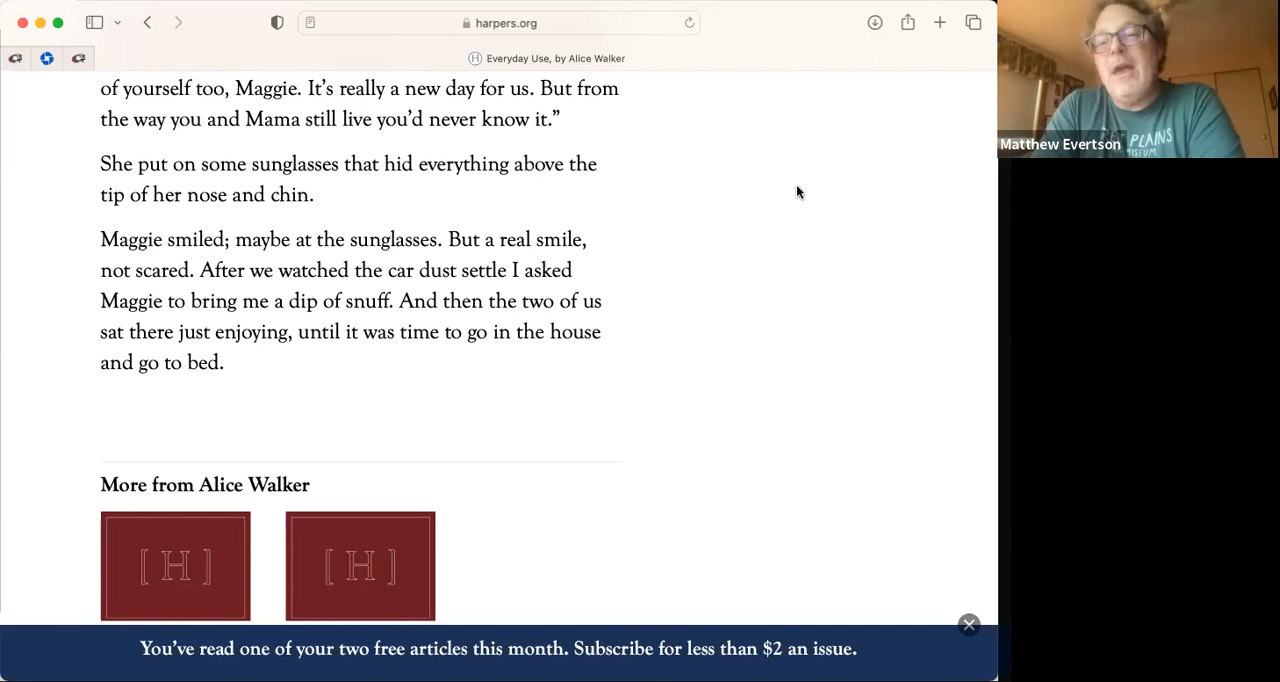 harpers.org
Everyday Use, by Alice Walker
of yourself too, Maggie. It’s really a new day for us. But from
the way you and Mama still live you’d never know it.”
She put on some sunglasses that hid everything above the
tip of her nose and chin.
Maggie smiled; maybe at the sunglasses. But a real smile,
not scared. After we watched the car dust settle I asked
Maggie to bring me a dip of snuff. And then the two of us
sat there just enjoying, until it was time to go in the house
and go to bed.
More from Alice Walker
[ H ] [ H ]
You’ve read one of your two free articles this month. Subscribe for less than $2 an issue.
PLAINS
MUSEUM
Matthew Evertson